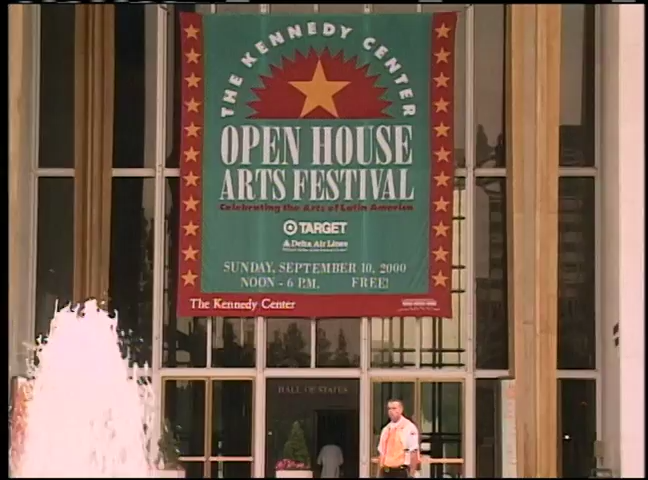 THE KENNEDY CENTER
OPEN HOUSE
ARTS FESTIVAL
Celebrating the Arts of Latin America
TARGET
Delta Air Lines
SUNDAY, SEPTEMBER 10, 2000
NOON - 6 P.M. FREE!
The Kennedy Center
HALL OF STATES